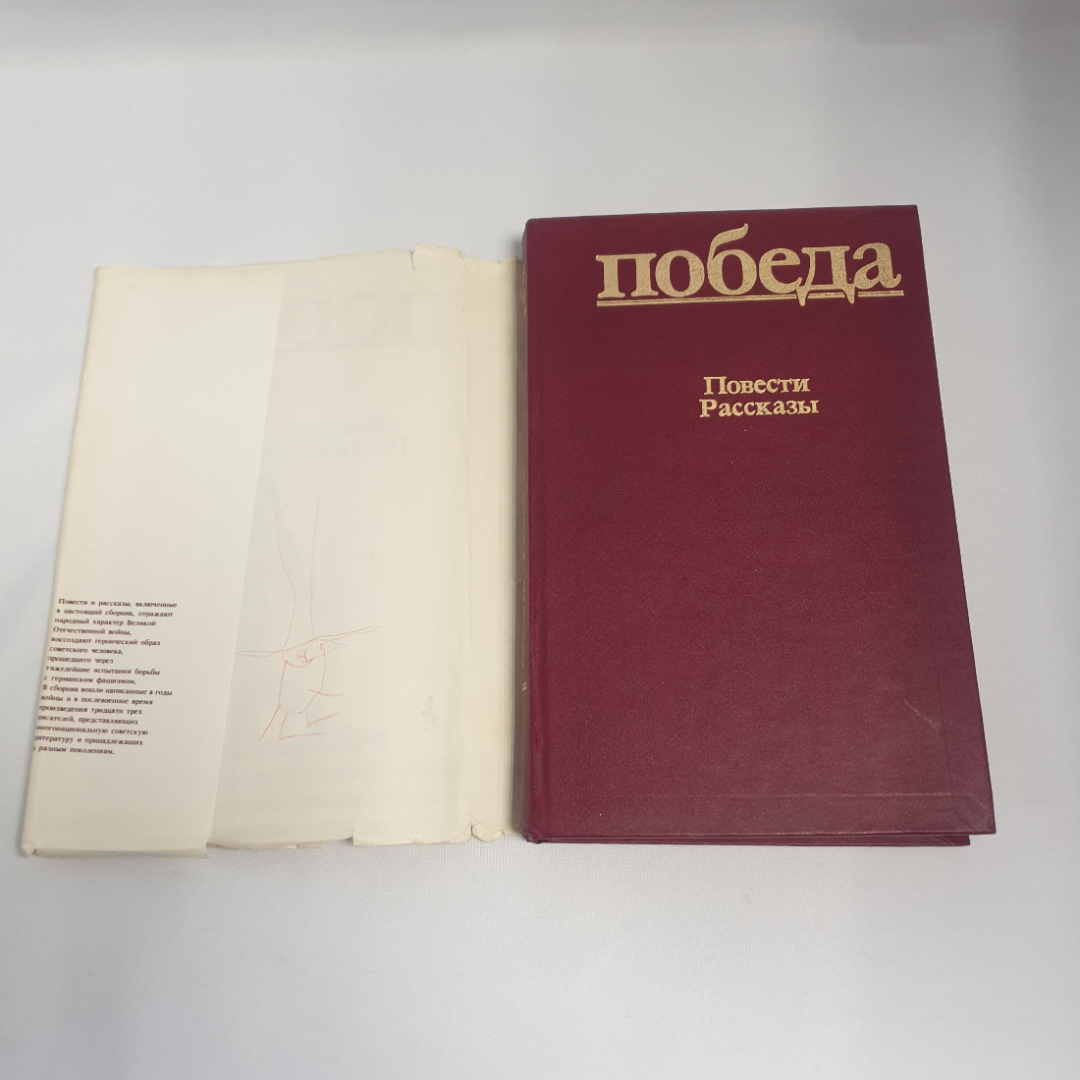 победа
Повести
Рассказы
Повести и рассказы, включенные
в настоящий сборник, отражают
народный характер Великой
Отечественной войны,
воссоздают героический образ
советского человека,
прошедшего через
тяжелейшие испытания борьбы
с германским фашизмом.
В сборник вошли написанные в годы
войны и в послевоенное время
произведения тридцати трех
писателей, представляющих
многонациональную советскую
литературу и принадлежащих
к разным поколениям.